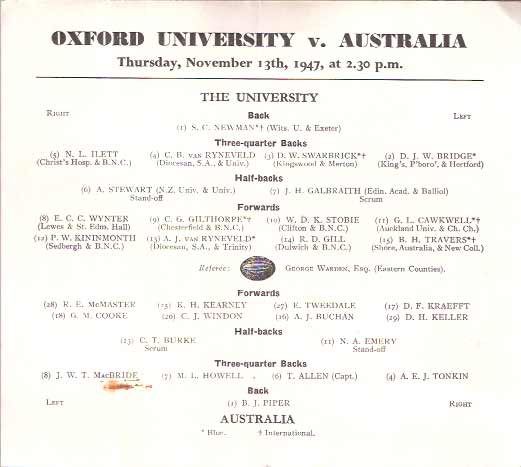 OXFORD UNIVERSITY v. AUSTRALIA
Thursday, November 13th, 1947, at 2.30 p.m.
THE UNIVERSITY
RIGHT Back LEFT
(1) S. C. NEWMAN*† (Wits. U. & Exeter)
Three-quarter Backs
(5) N. L. ILETT (4) C. B. VAN RYNEVELD (3) D. W. SWARBRICK*† (2) D. J. W. BRIDGE*
(Christ's Hosp. & B.N.C.) (Diocesan, S.A., & Univ.) (Kingswood & Merton) (King's, P'boro', & Hertford)
Half-backs
(6) A. STEWART (N.Z. Univ. & Univ.) (7) J. H. GALBRAITH (Edin. Acad. & Balliol)
Stand-off Scrum
Forwards
(8) E. C. C. WYNTER (9) C. G. GILTHORPE*† (10) W. D. K. STOBIE (11) G. L. CAWKWELL*†
(Lewes & St. Edm. Hall) (Chesterfield & B.N.C.) (Clifton & B.N.C.) (Auckland Univ. & Ch. Ch.)
(12) P. W. KININMONTH (13) A. J. VAN RYNEVELD* (14) R. D. GILL (15) B. H. TRAVERS*†
(Sedbergh & B.N.C.) (Diocesan, S.A., & Trinity) (Dulwich & B.N.C.) (Shore, Australia, & New Coll.)
Referee: GEORGE WARDEN, Esq. (Eastern Counties).
Forwards
(28) R. E. McMASTER (25) K. H. KEARNEY (27) E. TWEEDALE (17) D. F. KRAEFFT
(18) G. M. COOKE (20) C. J. WINDON (16) A. J. BUCHAN (29) D. H. KELLER
Half-backs
(13) C. T. BURKE (11) N. A. EMERY
Scrum Stand-off
Three-quarter Backs
(8) J. W. T. MACBRIDE (7) M. L. HOWELL (6) T. ALLEN (Capt.) (4) A. E. J. TONKIN
Back
LEFT (1) B. J. PIPER RIGHT
AUSTRALIA
* Blue. † International.